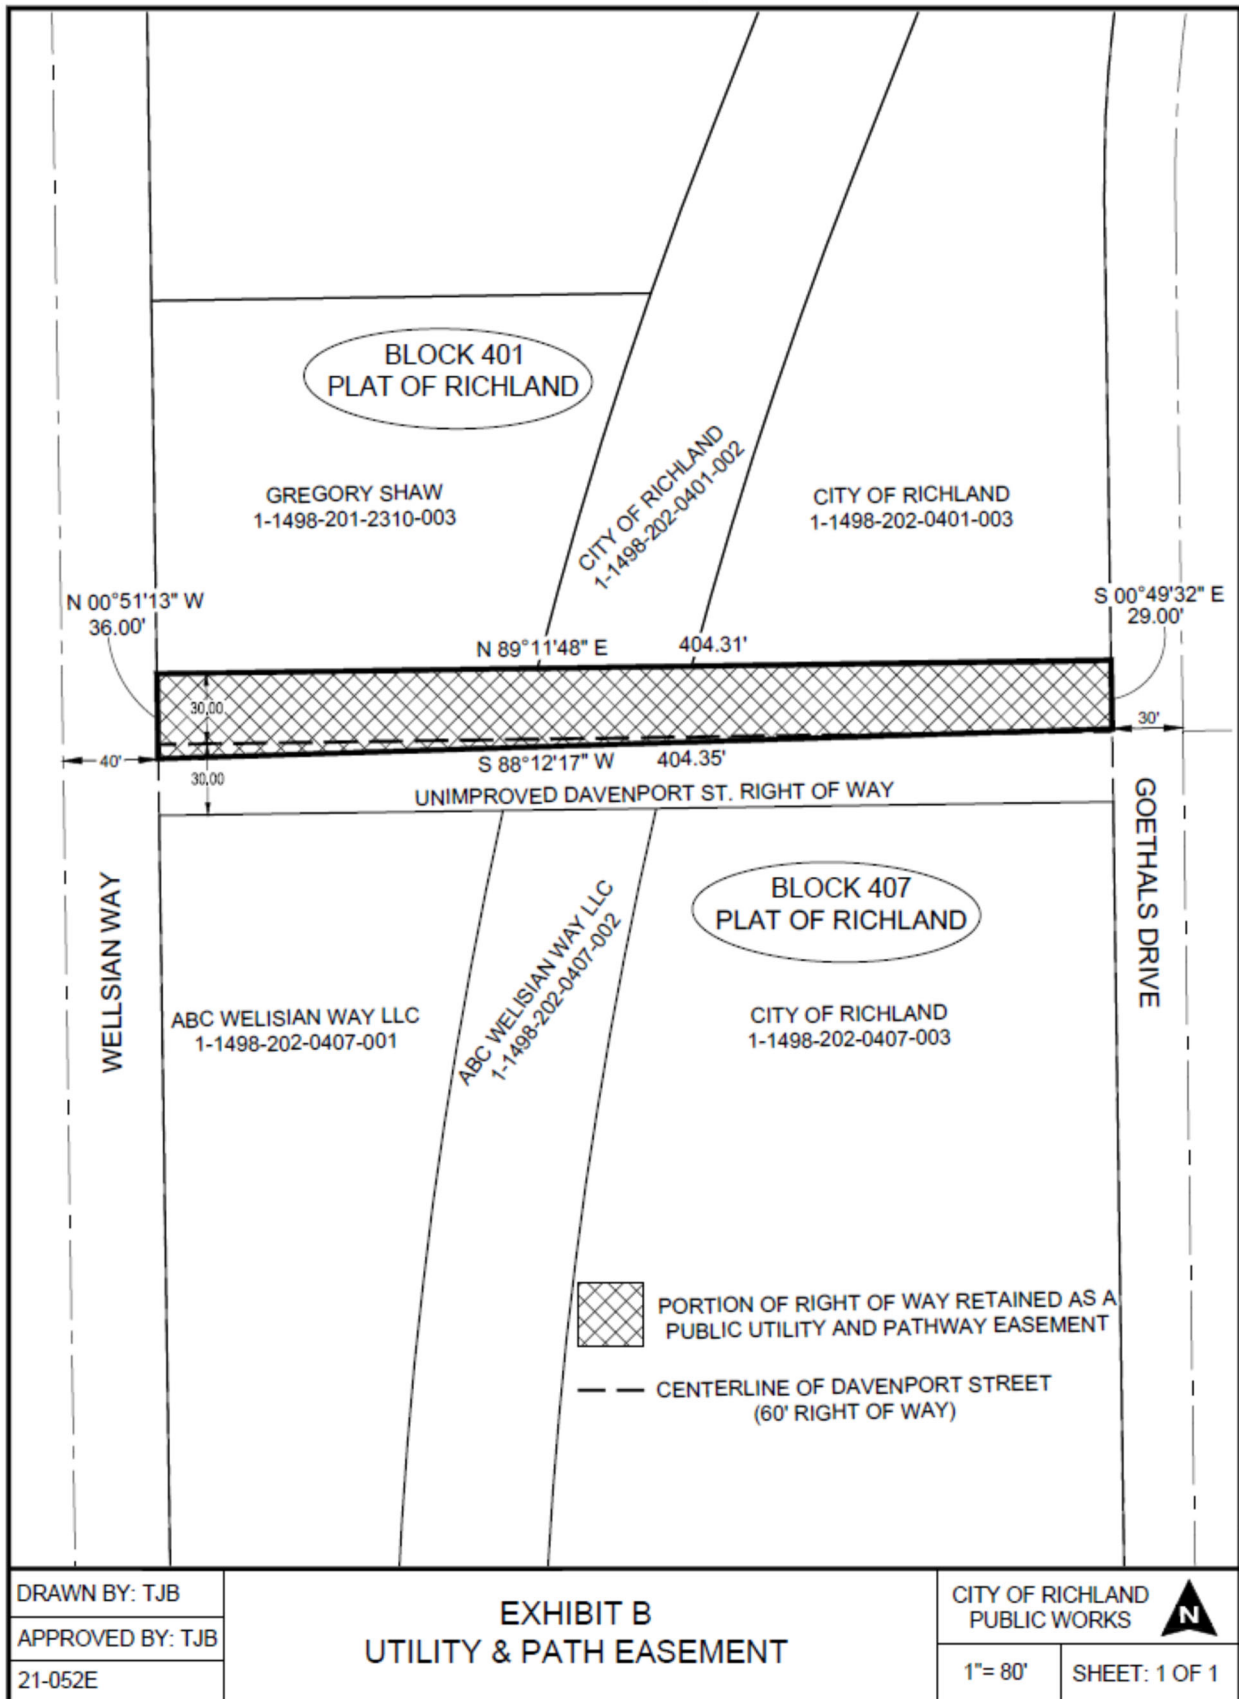 BLOCK 401
PLAT OF RICHLAND
GREGORY SHAW
1-1498-201-2310-003
CITY OF RICHLAND
1-1498-202-0401-002
CITY OF RICHLAND
1-1498-202-0401-003
N 00°51'13" W
36.00'
S 00°49'32" E
29.00'
N 89°11'48" E 404.31'
30.00
30'
40'
S 88°12'17" W 404.35'
30.00
UNIMPROVED DAVENPORT ST. RIGHT OF WAY
WELLSIAN WAY
GOETHALS DRIVE
BLOCK 407
PLAT OF RICHLAND
ABC WELISIAN WAY LLC
1-1498-202-0407-001
ABC WELISIAN WAY LLC
1-1498-202-0407-002
CITY OF RICHLAND
1-1498-202-0407-003
PORTION OF RIGHT OF WAY RETAINED AS A
PUBLIC UTILITY AND PATHWAY EASEMENT
CENTERLINE OF DAVENPORT STREET
(60' RIGHT OF WAY)
DRAWN BY: TJB
APPROVED BY: TJB
21-052E
EXHIBIT B
UTILITY & PATH EASEMENT
CITY OF RICHLAND
PUBLIC WORKS
N
1"= 80'
SHEET: 1 OF 1